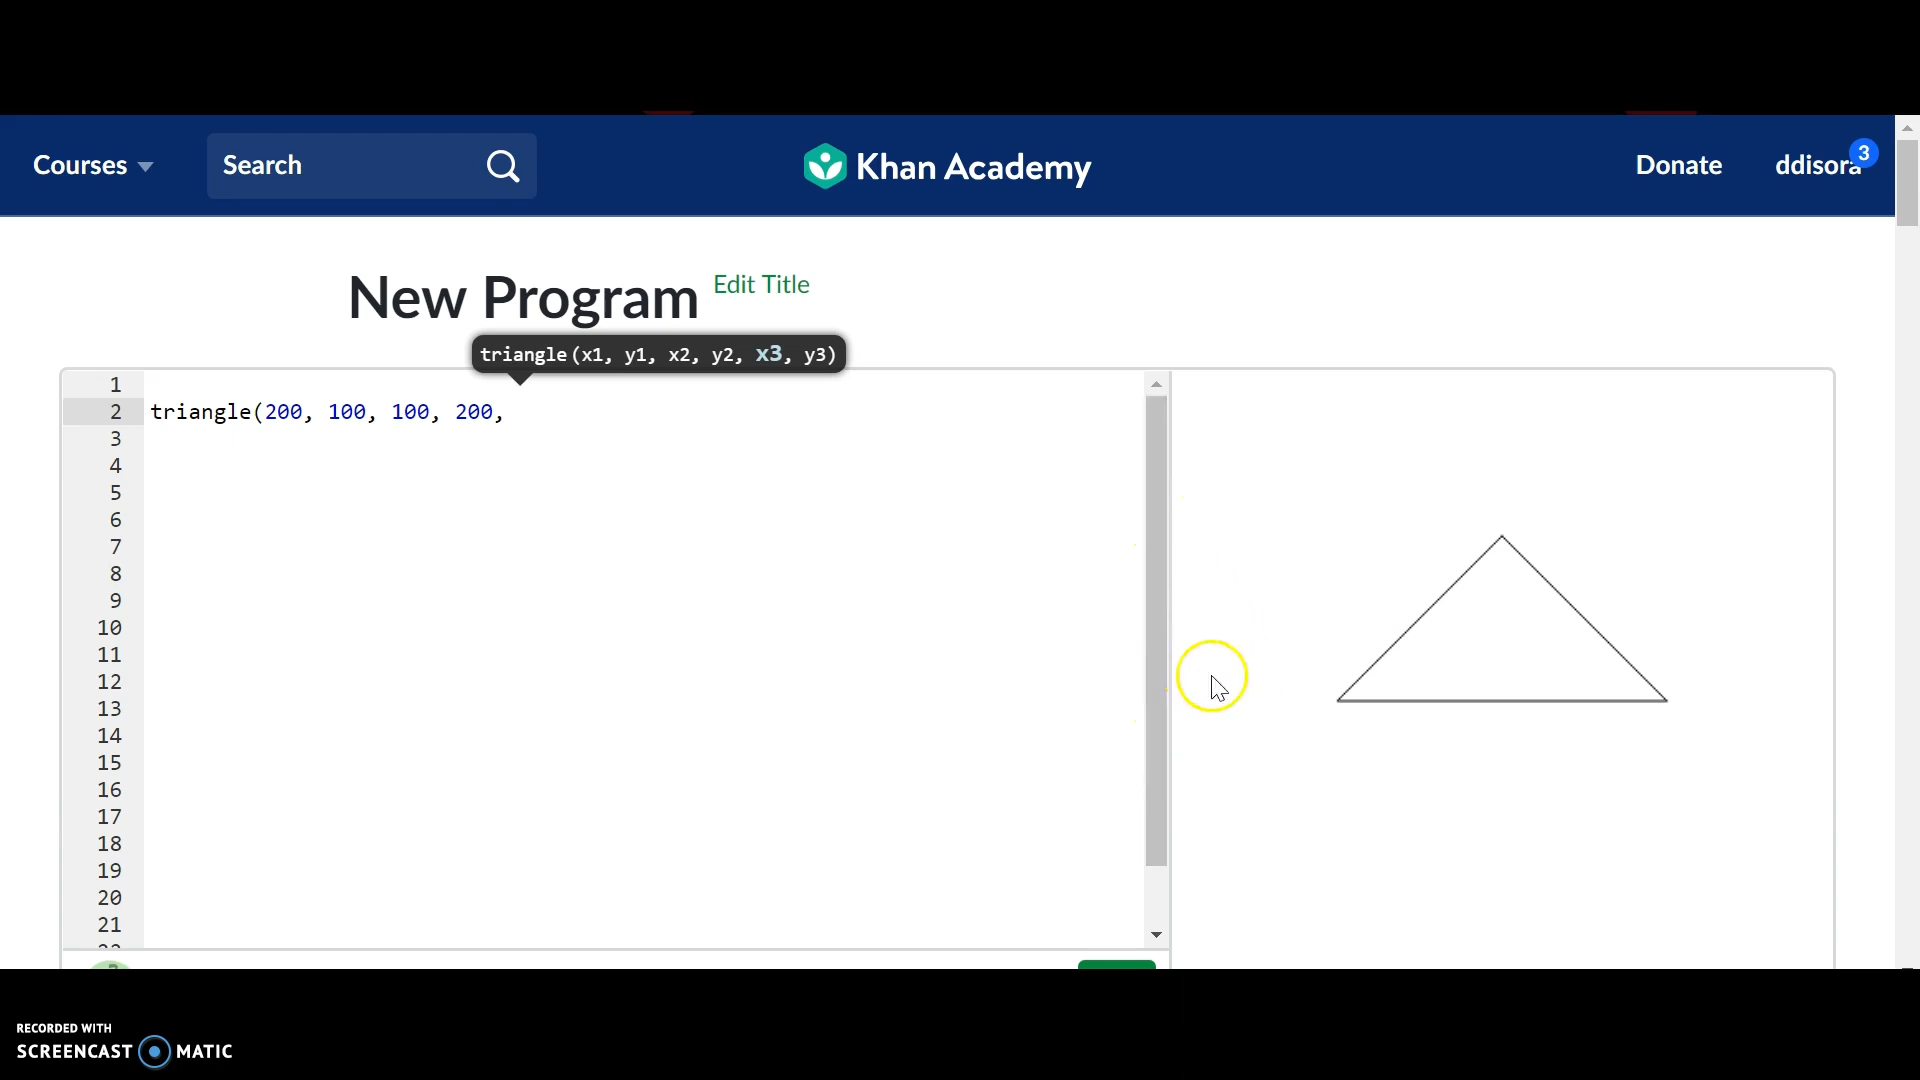 Courses
Search
Khan Academy
Donate
ddisora
3
New Program
Edit Title
triangle(x1, y1, x2, y2, x3, y3)
1
2 triangle(200, 100, 100, 200,
3
4
5
6
7
8
9
10
11
12
13
14
15
16
17
18
19
20
21
RECORDED WITH
SCREENCAST MATIC